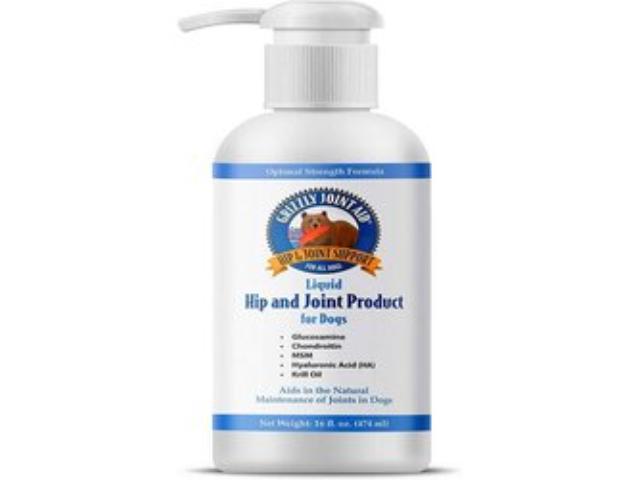 Optimal Strength Formula
GRIZZLY JOINT AID
HIP & JOINT SUPPORT
FOR ALL DOGS
Liquid
Hip and Joint Product
for Dogs
• Glucosamine
• Chondroitin
• MSM
• Hyaluronic Acid (HA)
• Krill Oil
Aids in the Natural
Maintenance of Joints in Dogs
Net Weight: 16 fl. oz. (474 ml)